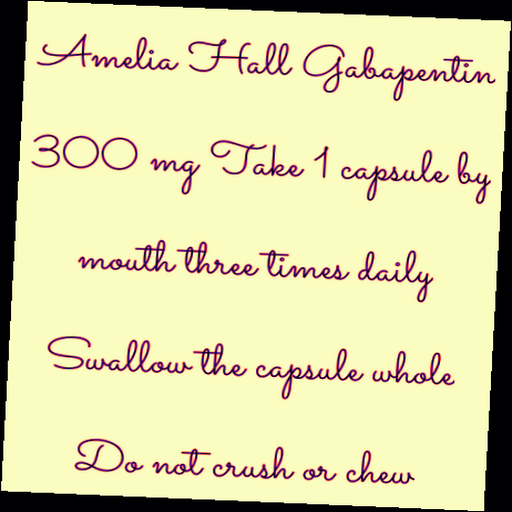 Amelia Hall Gabapentin
300 mg Take 1 capsule by
mouth three times daily
Swallow the capsule whole
Do not crush or chew